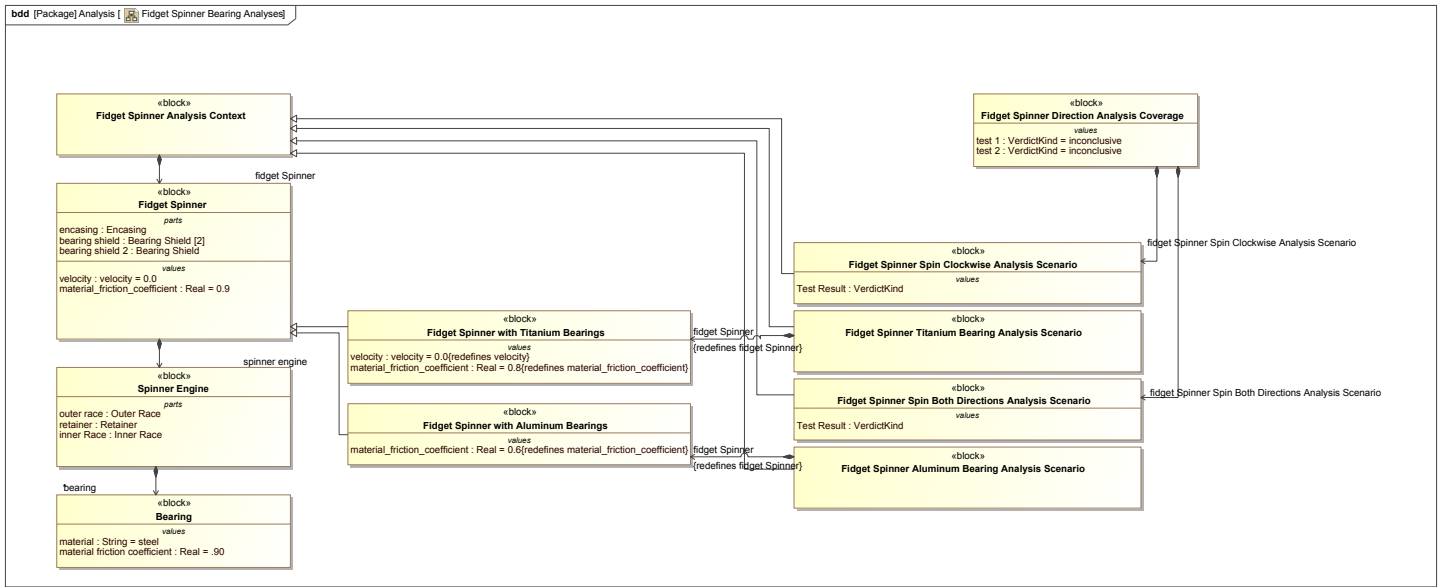 bdd [Package] Analysis [ Fidget Spinner Bearing Analyses]
«block»
Fidget Spinner Analysis Context
fidget Spinner
«block»
Fidget Spinner
parts
encasing : Encasing
bearing shield : Bearing Shield [2]
bearing shield 2 : Bearing Shield
values
velocity : velocity = 0.0
material_friction_coefficient : Real = 0.9
spinner engine
«block»
Spinner Engine
parts
outer race : Outer Race
retainer : Retainer
inner Race : Inner Race
bearing
«block»
Bearing
values
material : String = steel
material friction coefficient : Real = .90
«block»
Fidget Spinner with Titanium Bearings
values
velocity : velocity = 0.0{redefines velocity}
material_friction_coefficient : Real = 0.8{redefines material_friction_coefficient}
«block»
Fidget Spinner with Aluminum Bearings
values
material_friction_coefficient : Real = 0.6{redefines material_friction_coefficient}
fidget Spinner
{redefines fidget Spinner}
fidget Spinner
{redefines fidget Spinner}
«block»
Fidget Spinner Direction Analysis Coverage
values
test 1 : VerdictKind = inconclusive
test 2 : VerdictKind = inconclusive
fidget Spinner Spin Clockwise Analysis Scenario
«block»
Fidget Spinner Spin Clockwise Analysis Scenario
values
Test Result : VerdictKind
«block»
Fidget Spinner Titanium Bearing Analysis Scenario
fidget Spinner Spin Both Directions Analysis Scenario
«block»
Fidget Spinner Spin Both Directions Analysis Scenario
values
Test Result : VerdictKind
«block»
Fidget Spinner Aluminum Bearing Analysis Scenario